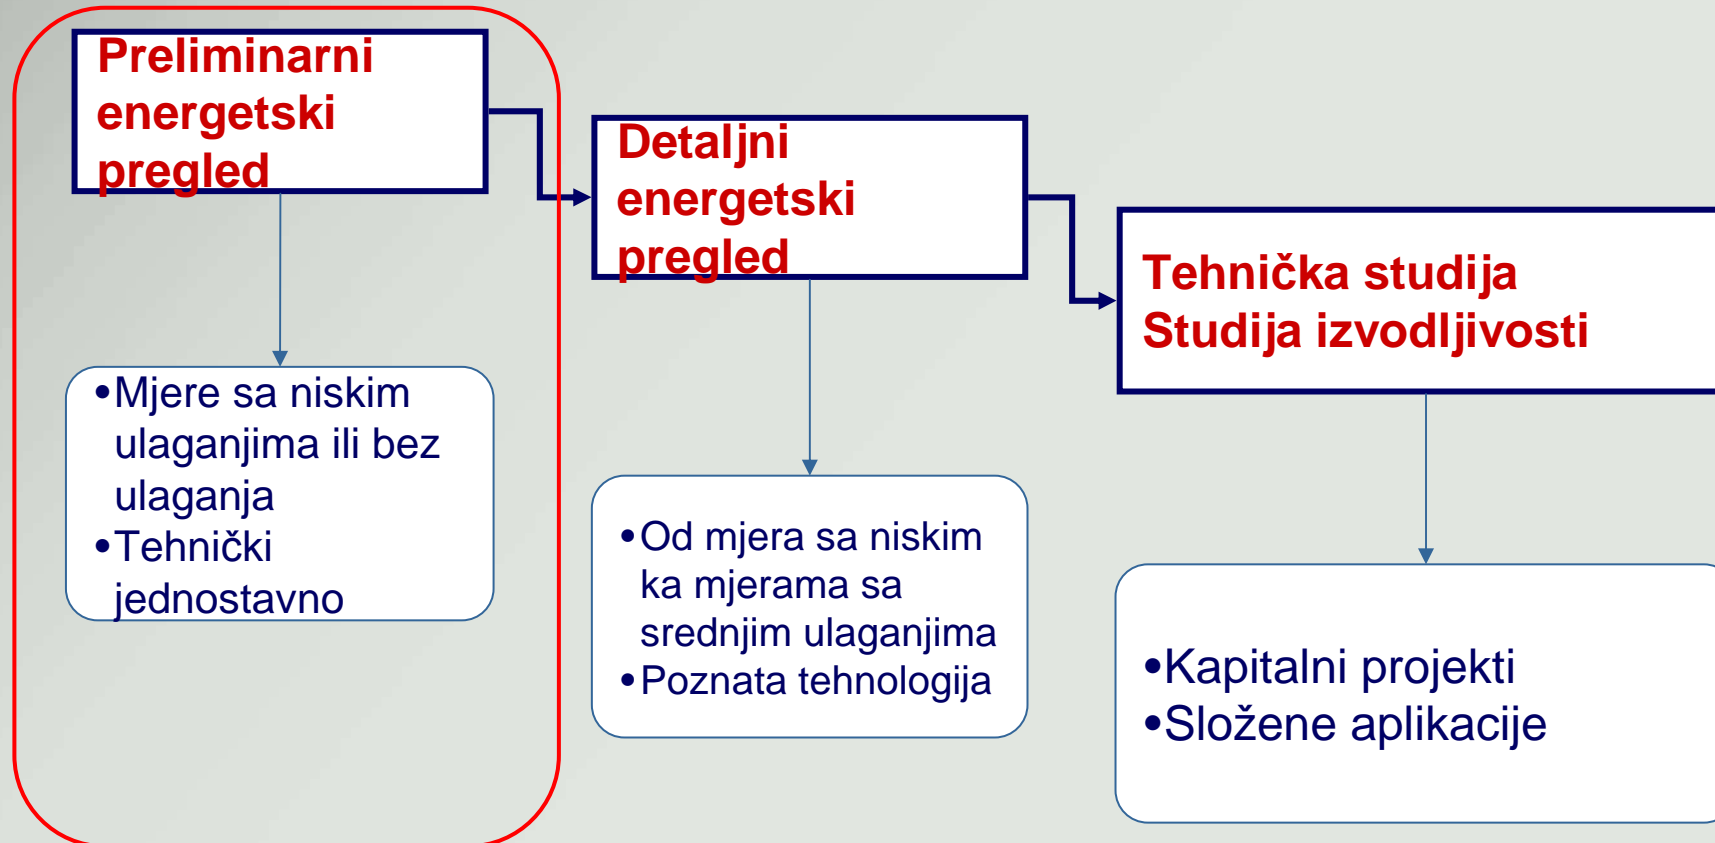 Preliminarni
energetski
pregled
Detaljni
energetski
pregled
Tehnička studija
Studija izvodljivosti
•Mjere sa niskim
ulaganjima ili bez
ulaganja
•Tehnički
jednostavno
•Od mjera sa niskim
ka mjerama sa
srednjim ulaganjima
•Poznata tehnologija
•Kapitalni projekti
•Složene aplikacije